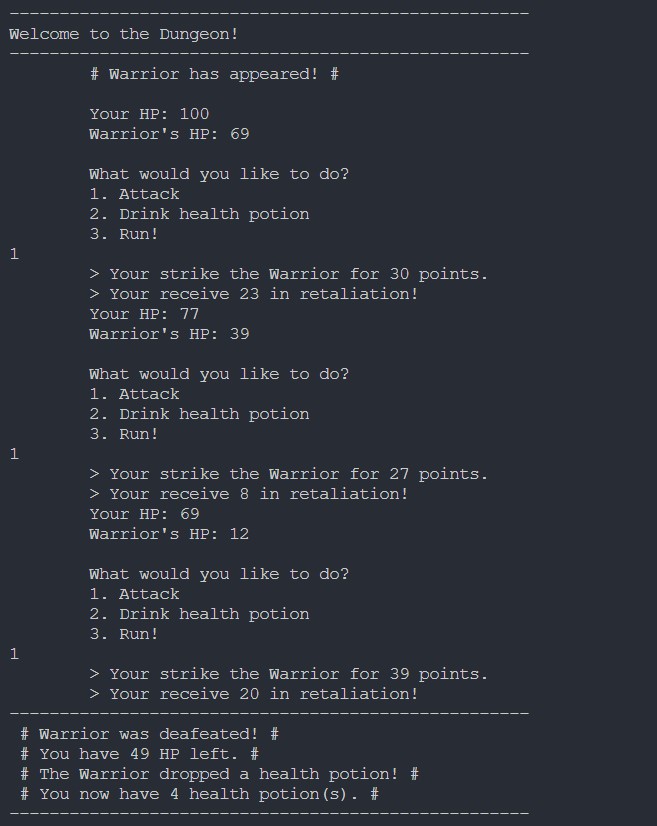 ----------------------------------------------------
Welcome to the Dungeon!
----------------------------------------------------
# Warrior has appeared! #
Your HP: 100
Warrior's HP: 69
What would you like to do?
1. Attack
2. Drink health potion
3. Run!
1
> Your strike the Warrior for 30 points.
> Your receive 23 in retaliation!
Your HP: 77
Warrior's HP: 39
What would you like to do?
1. Attack
2. Drink health potion
3. Run!
1
> Your strike the Warrior for 27 points.
> Your receive 8 in retaliation!
Your HP: 69
Warrior's HP: 12
What would you like to do?
1. Attack
2. Drink health potion
3. Run!
1
> Your strike the Warrior for 39 points.
> Your receive 20 in retaliation!
----------------------------------------------------
# Warrior was deafeated! #
# You have 49 HP left. #
# The Warrior dropped a health potion! #
# You now have 4 health potion(s). #
----------------------------------------------------